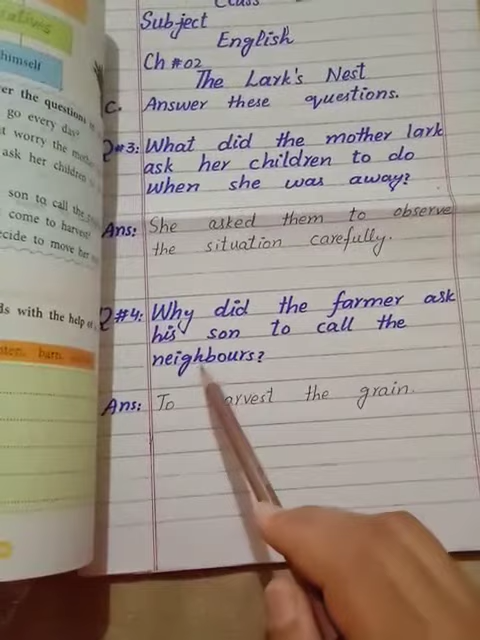 Class
Subject
English
Ch #02
The Lark's Nest
C. Answer these questions.
Q#3: What did the mother lark
ask her children to do
when she was away?
Ans: She asked them to observe
the situation carefully.
Q#4: Why did the farmer ask
his son to call the
neighbours?
Ans: To arvest the grain.
himself
er the questions
go every day?
t worry the
ask her children
son to call the
come to harvest
ecide to move her
ds with the help of
barn